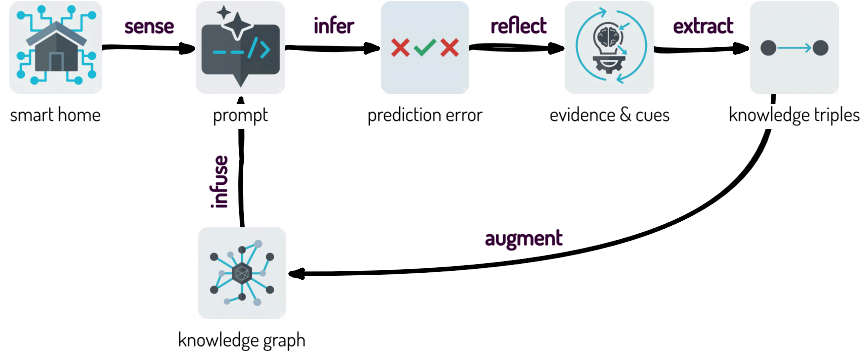 sense
infer
reflect
extract
smart home
prompt
prediction error
evidence & cues
knowledge triples
infuse
augment
knowledge graph